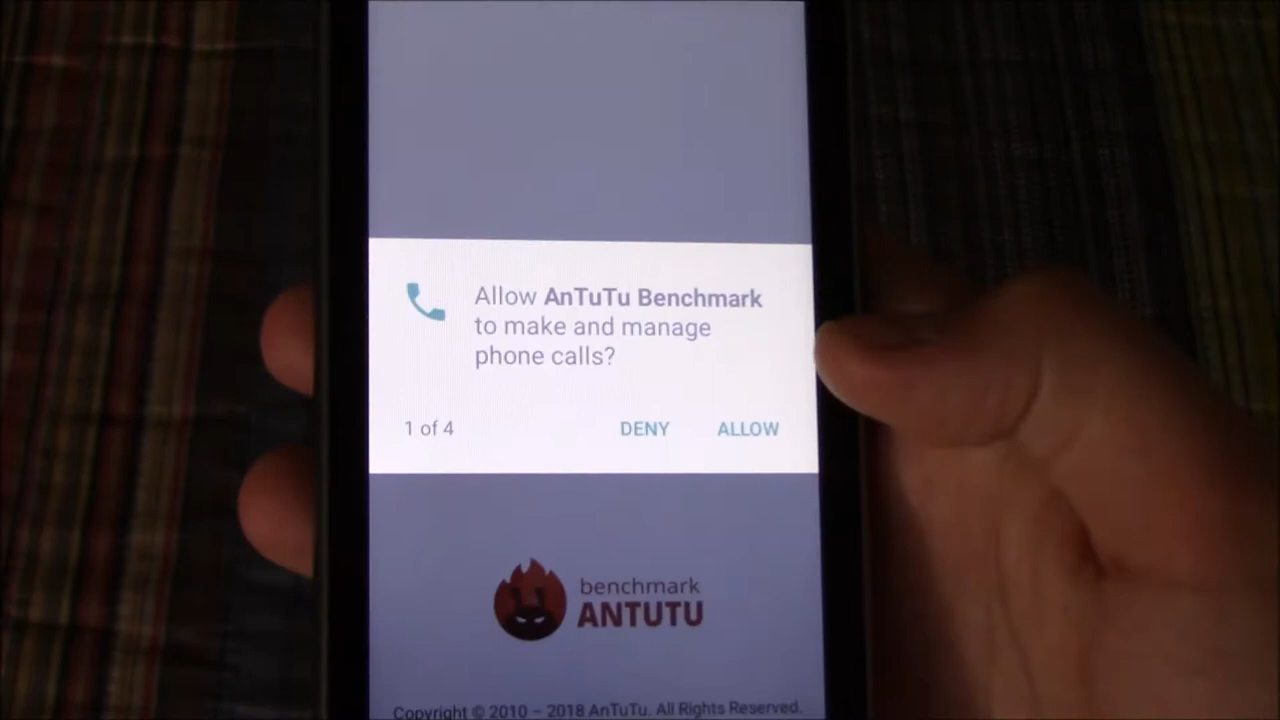 Allow AnTuTu Benchmark
to make and manage
phone calls?
1 of 4 DENY ALLOW
benchmark
ANTUTU
Copyright © 2010 – 2018 AnTuTu. All Rights Reserved.